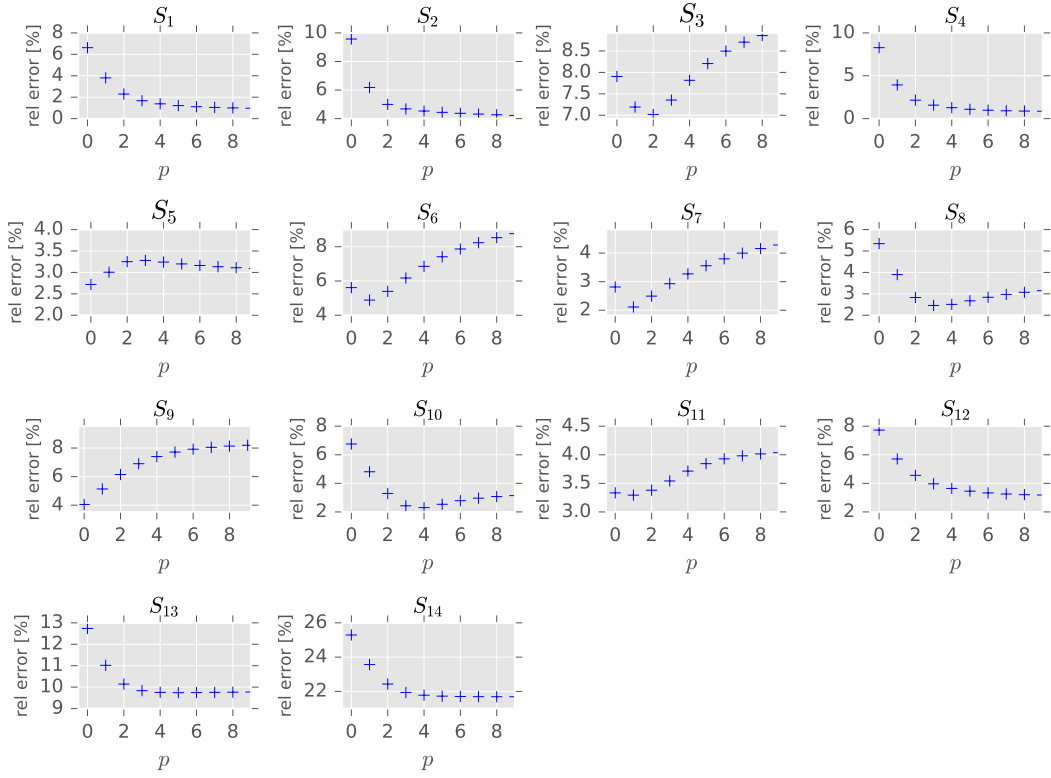 S1
rel error [%]
8
6
4
2
0
0 2 4 6 8
p
S2
rel error [%]
10
8
6
4
0 2 4 6 8
p
S3
rel error [%]
8.5
8.0
7.5
7.0
0 2 4 6 8
p
S4
rel error [%]
10
5
0
0 2 4 6 8
p
S5
rel error [%]
4.0
3.5
3.0
2.5
2.0
0 2 4 6 8
p
S6
rel error [%]
8
6
4
0 2 4 6 8
p
S7
rel error [%]
4
3
2
0 2 4 6 8
p
S8
rel error [%]
6
5
4
3
2
0 2 4 6 8
p
S9
rel error [%]
8
6
4
0 2 4 6 8
p
S10
rel error [%]
8
6
4
2
0 2 4 6 8
p
S11
rel error [%]
4.5
4.0
3.5
3.0
0 2 4 6 8
p
S12
rel error [%]
8
6
4
2
0 2 4 6 8
p
S13
rel error [%]
13
12
11
10
9
0 2 4 6 8
p
S14
rel error [%]
26
24
22
0 2 4 6 8
p